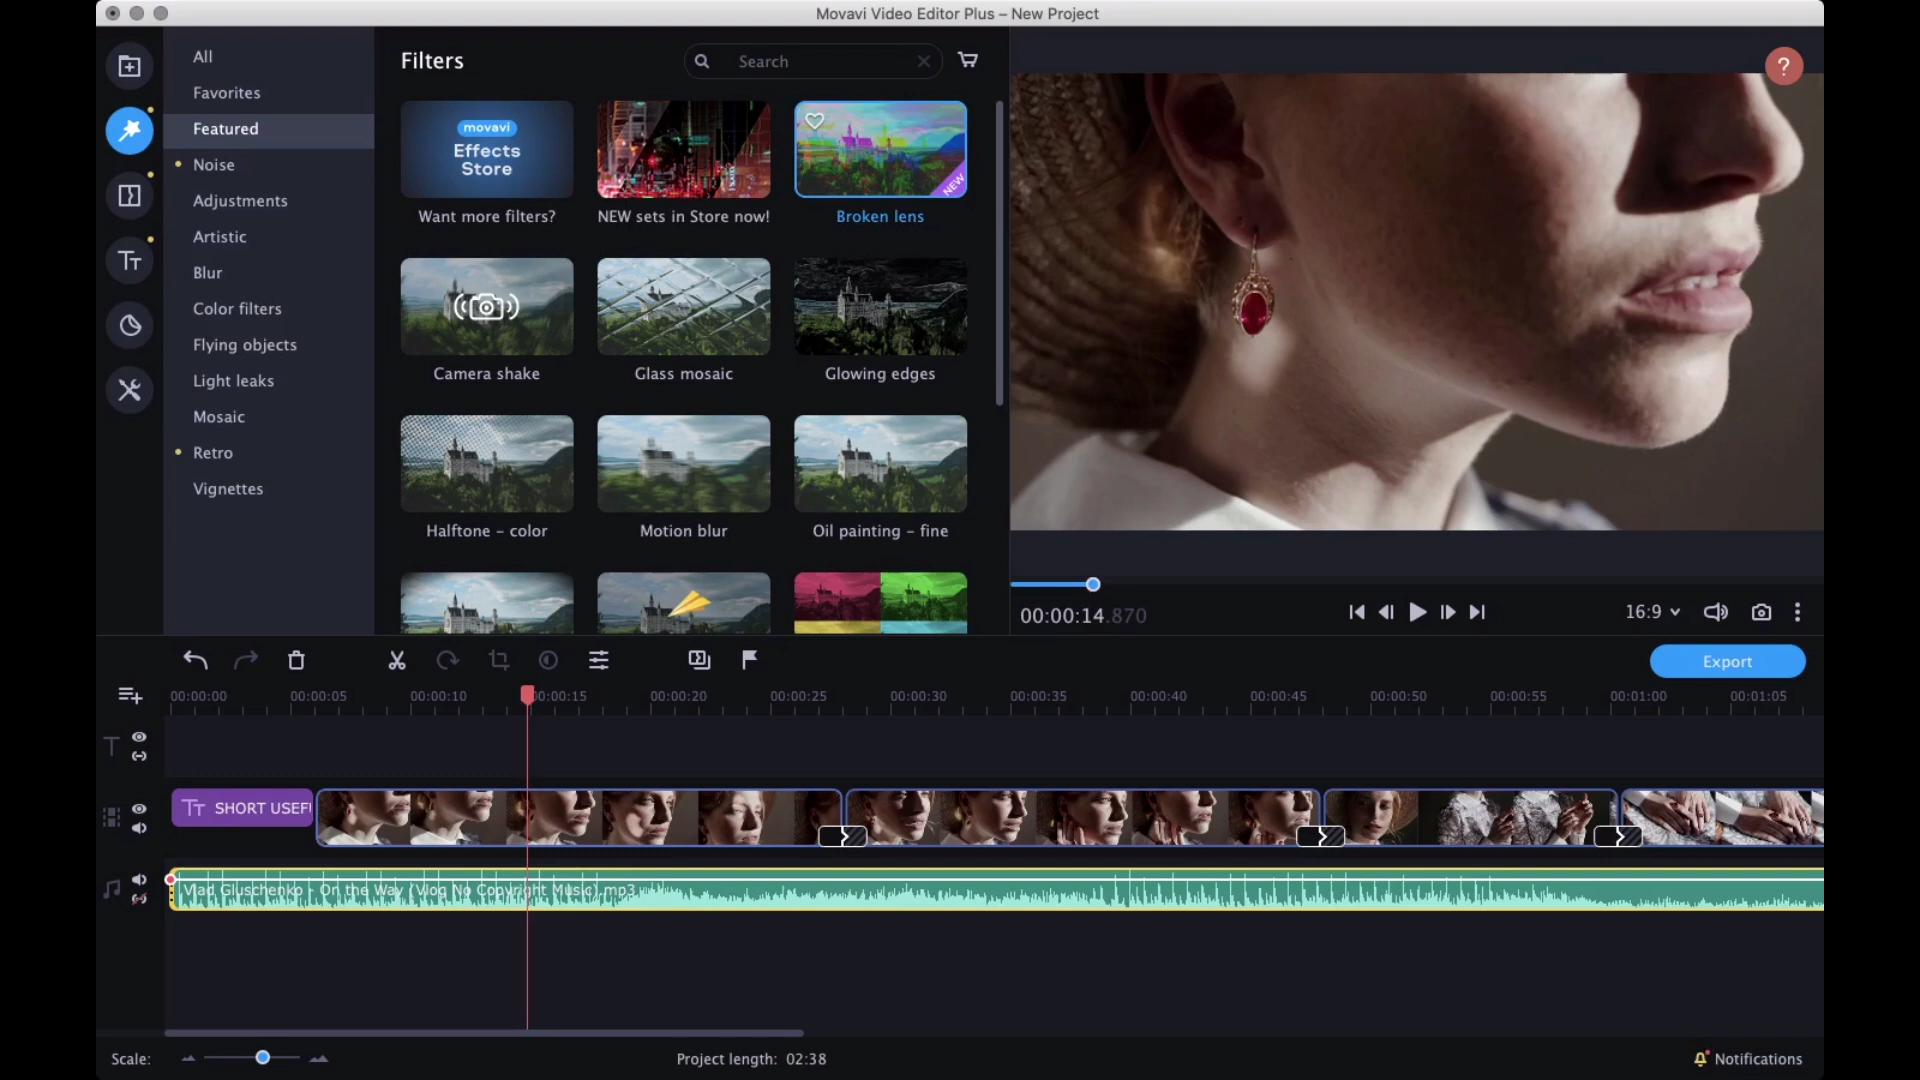 Movavi Video Editor Plus – New Project
All
Favorites
Featured
Noise
Adjustments
Artistic
Blur
Color filters
Flying objects
Light leaks
Mosaic
Retro
Vignettes
Filters
Search
movavi
Effects
Store
NEW
Want more filters?
NEW sets in Store now!
Broken lens
Camera shake
Glass mosaic
Glowing edges
Halftone – color
Motion blur
Oil painting – fine
?
00:00:14.870
16:9
Export
00:00:00 00:00:05 00:00:10 00:00:15 00:00:20 00:00:25 00:00:30 00:00:35 00:00:40 00:00:45 00:00:50 00:00:55 00:01:00 00:01:05
SHORT USEF
Vlad Gluschenko - On the Way (Vlog No Copyright Music).mp3
Scale:
Project length: 02:38
Notifications